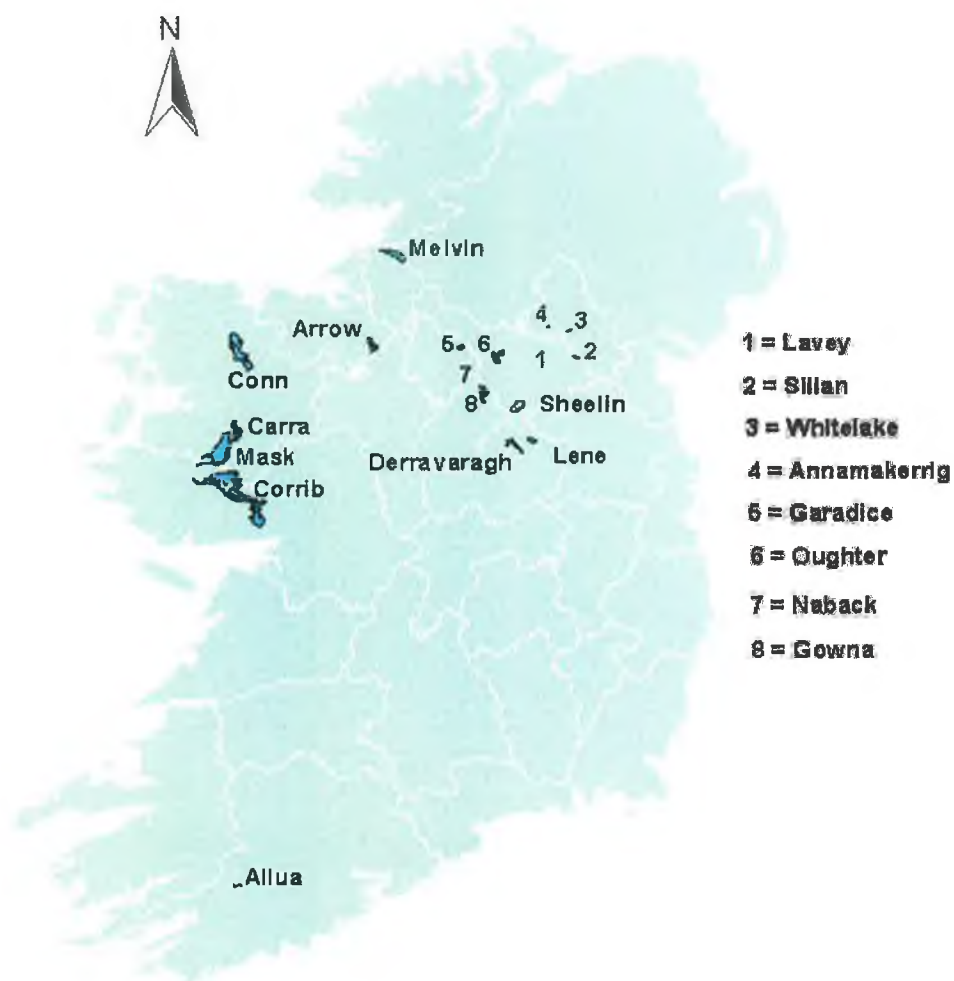 N
Melvin
Arrow
Conn
Carra
Mask
Corrib
4
3
5
6
1
2
7
8
Sheelin
Derravaragh
Lene
Allua
1 = Lavey
2 = Sillan
3 = Whitelake
4 = Annamakerrig
5 = Garadice
6 = Oughter
7 = Naback
8 = Gowna